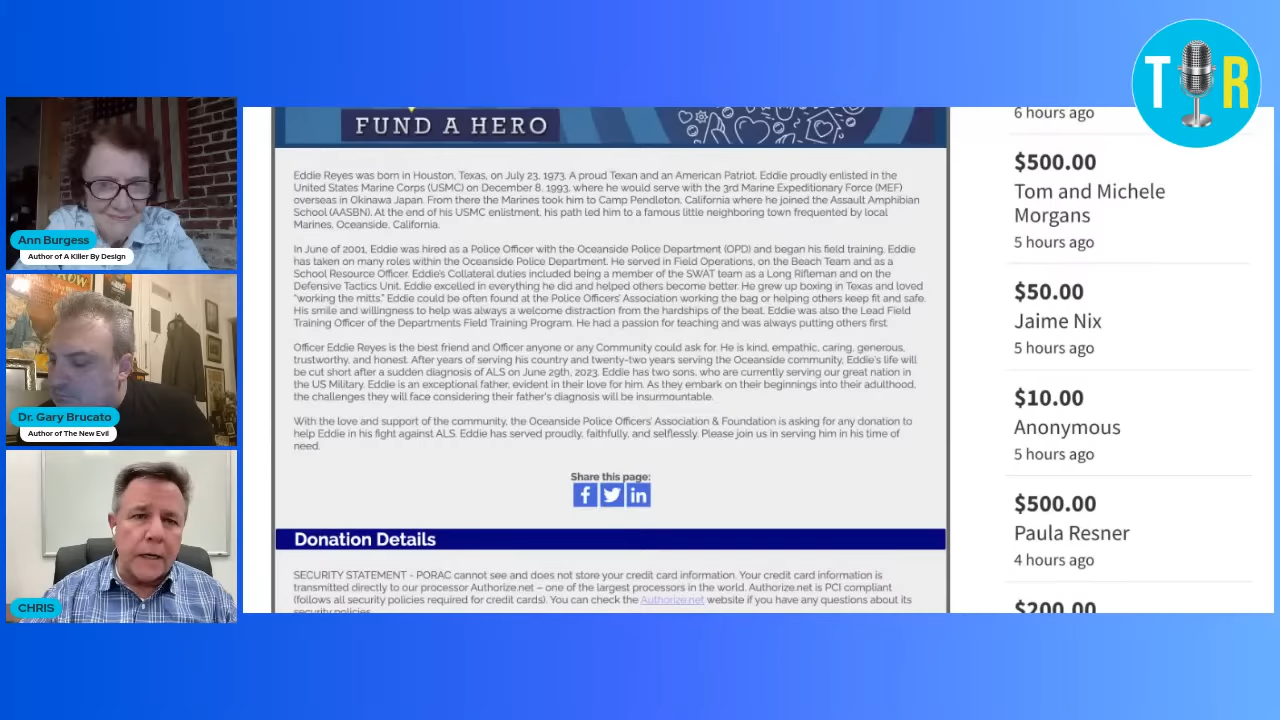 T R
Ann Burgess
Author of A Killer By Design
Dr. Gary Brucato
Author of The New Evil
CHRIS
FUND A HERO
Eddie Reyes was born in Houston, Texas, on July 23, 1973. A proud Texan and an American Patriot, Eddie proudly enlisted in the
United States Marine Corps (USMC) on December 8, 1993, where he would serve with the 3rd Marine Expeditionary Force (MEF)
overseas in Okinawa Japan. From there the Marines took him to Camp Pendleton, California where he joined the Assault Amphibian
School (AASBN). At the end of his USMC enlistment, his path led him to a famous little neighboring town frequented by local
Marines, Oceanside, California.
In June of 2001, Eddie was hired as a Police Officer with the Oceanside Police Department (OPD) and began his field training. Eddie
has taken on many roles within the Oceanside Police Department. He served in Field Operations, on the Beach Team and as a
School Resource Officer. Eddie's Collateral duties included being a member of the SWAT team as a Long Rifleman and on the
Defensive Tactics Unit. Eddie excelled in everything he did and helped others become better. He grew up boxing in Texas and loved
"working the mitts." Eddie could be often found at the Police Officers' Association working the bag or helping others keep fit and safe.
His smile and willingness to help was always a welcome distraction from the hardships of the beat. Eddie was also the Lead Field
Training Officer of the Departments Field Training Program. He had a passion for teaching and was always putting others first.
Officer Eddie Reyes is the best friend and Officer anyone or any Community could ask for. He is kind, empathic, caring, generous,
trustworthy, and honest. After years of serving his country and twenty-two years serving the Oceanside community, Eddie's life will
be cut short after a sudden diagnosis of ALS on June 29th, 2023. Eddie has two sons, who are currently serving our great nation in
the US Military. Eddie is an exceptional father, evident in their love for him. As they embark on their beginnings into their adulthood,
the challenges they will face considering their father's diagnosis will be insurmountable.
With the love and support of the community, the Oceanside Police Officers' Association & Foundation is asking for any donation to
help Eddie in his fight against ALS. Eddie has served proudly, faithfully, and selflessly. Please join us in serving him in his time of
need.
Share this page:
Donation Details
SECURITY STATEMENT - PORAC cannot see and does not store your credit card information. Your credit card information is
transmitted directly to our processor Authorize.net – one of the largest processors in the world. Authorize.net is PCI compliant
(follows all security policies required for credit cards). You can check the Authorize.net website if you have any questions about its
security policies.
6 hours ago
$500.00
Tom and Michele
Morgans
5 hours ago
$50.00
Jaime Nix
5 hours ago
$10.00
Anonymous
5 hours ago
$500.00
Paula Resner
4 hours ago
$200.00